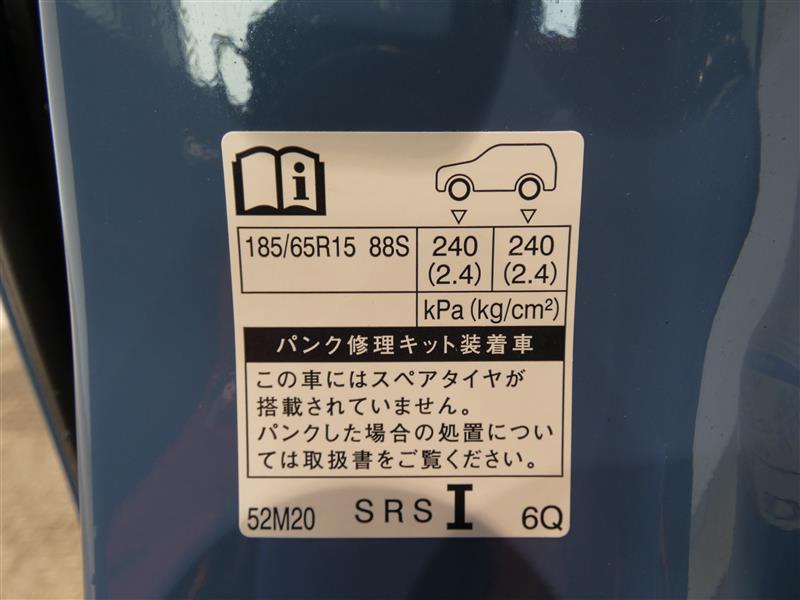 185/65R15 88S 240 240
(2.4) (2.4)
kPa (kg/cm²)
パンク修理キット装着車
この車にはスペアタイヤが
搭載されていません。
パンクした場合の処置につい
ては取扱書をご覧ください。
52M20 SRS I 6Q